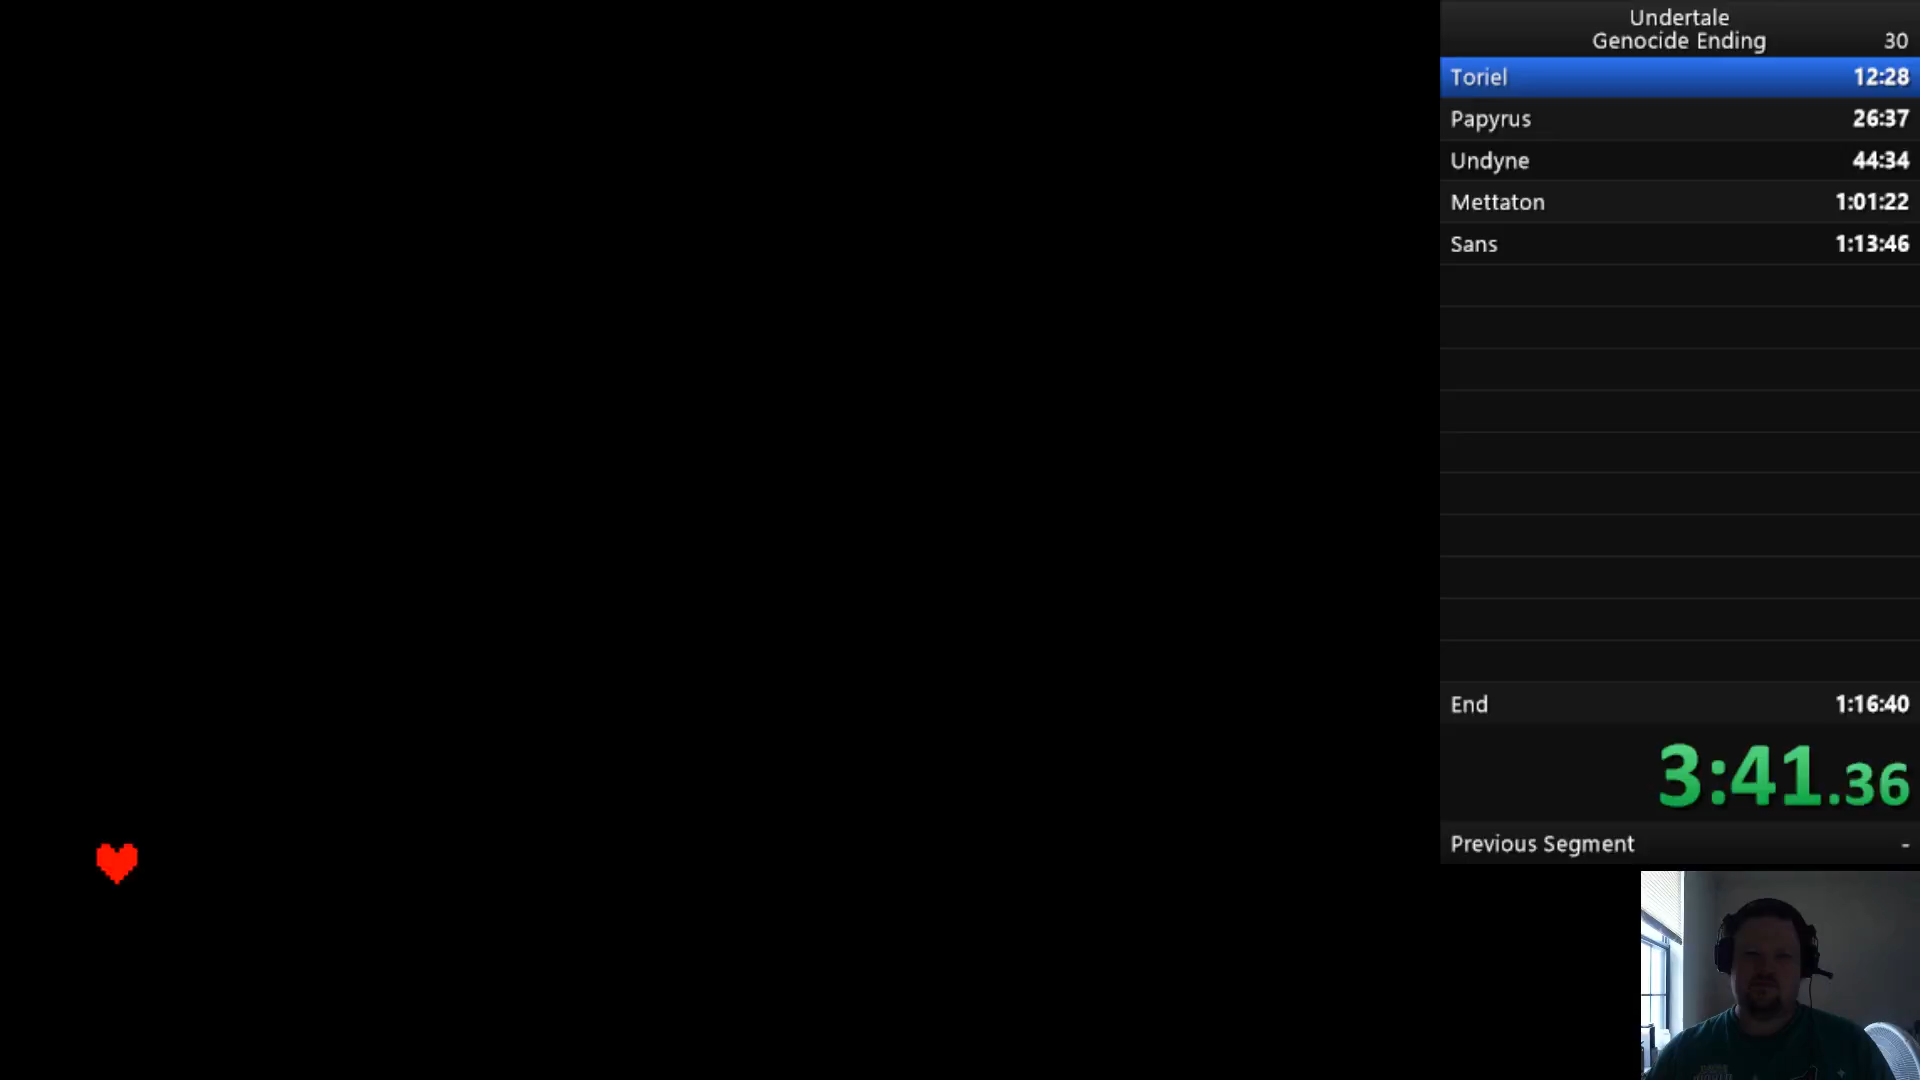 Undertale
Genocide Ending 30
Toriel 12:28
Papyrus 26:37
Undyne 44:34
Mettaton 1:01:22
Sans 1:13:46
End 1:16:40
3:41.36
Previous Segment -